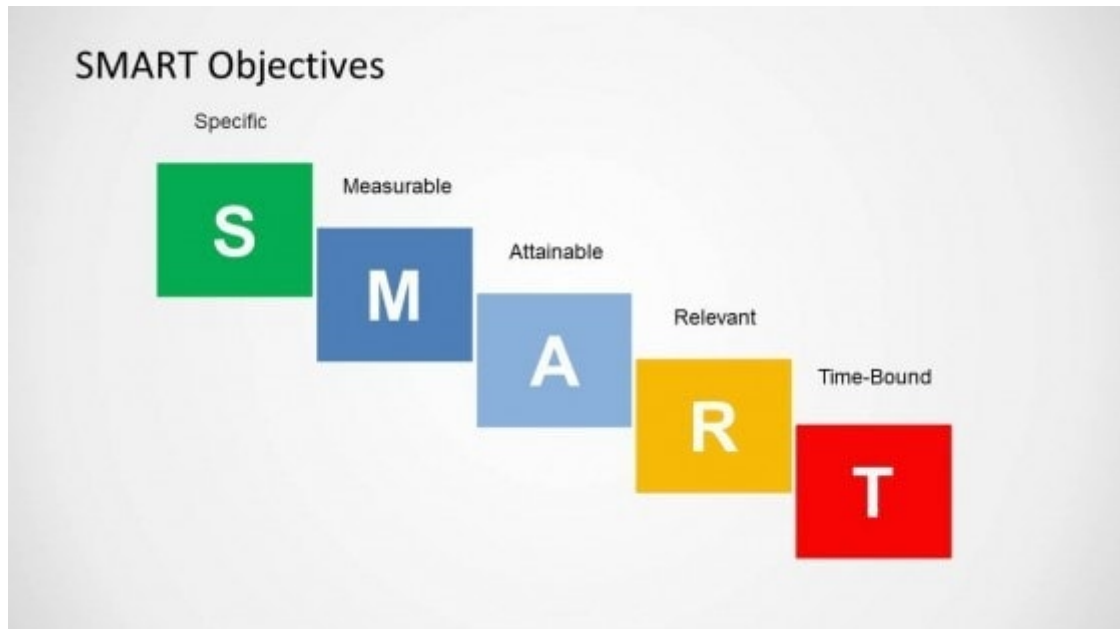 SMART Objectives
Specific
S
Measurable
M
Attainable
A
Relevant
R
Time-Bound
T